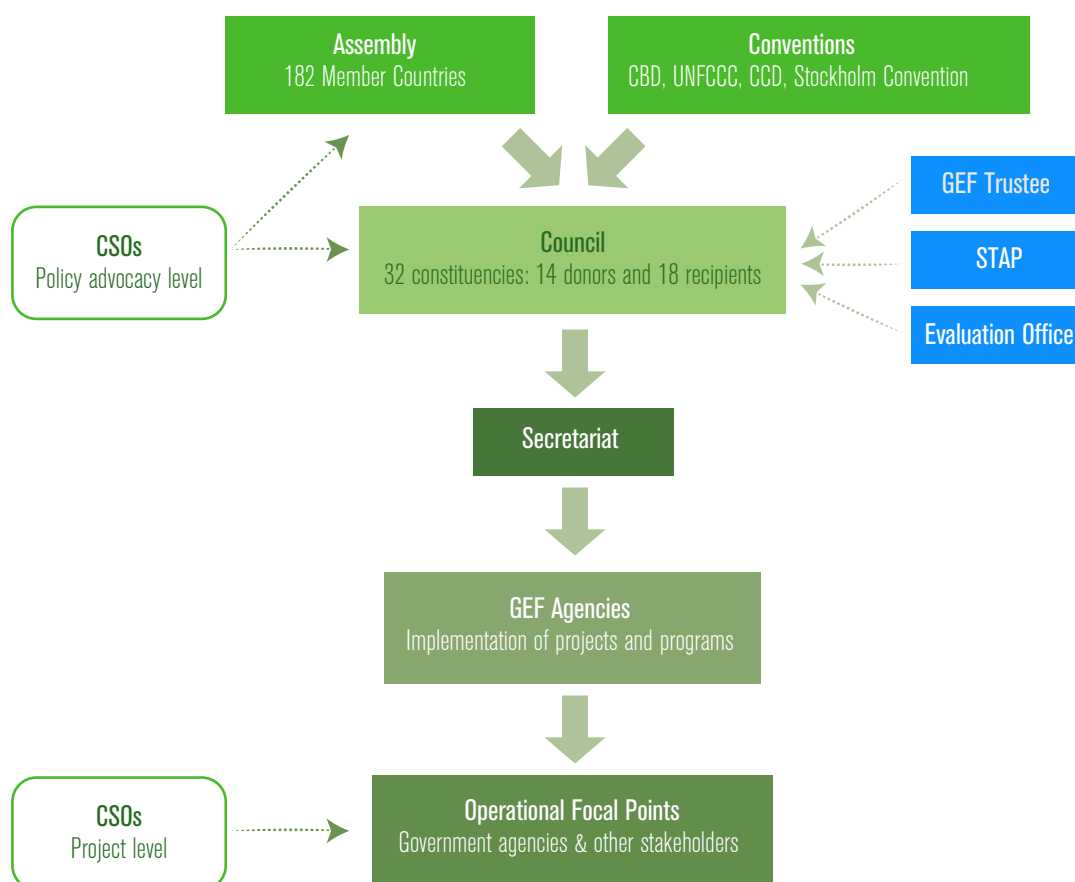 Assembly
182 Member Countries
Conventions
CBD, UNFCCC, CCD, Stockholm Convention
CSOs
Policy advocacy level
Council
32 constituencies: 14 donors and 18 recipients
GEF Trustee
STAP
Evaluation Office
Secretariat
GEF Agencies
Implementation of projects and programs
CSOs
Project level
Operational Focal Points
Government agencies & other stakeholders